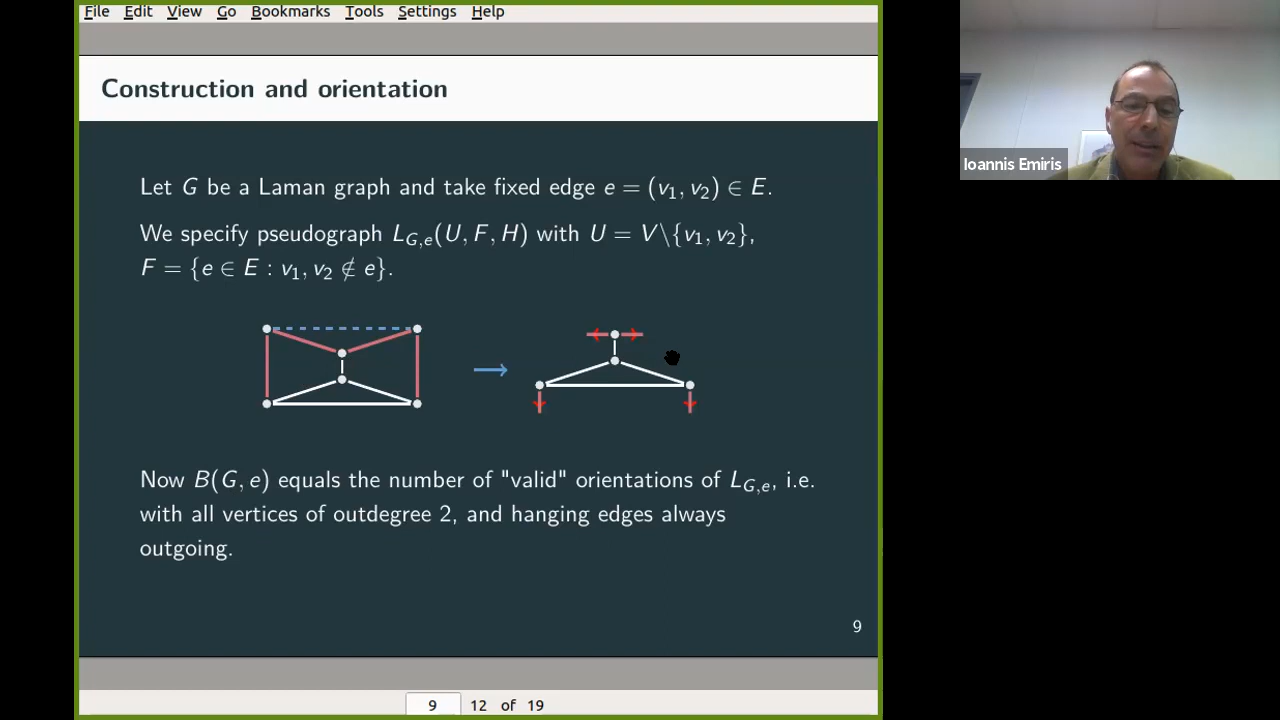 File Edit View Go Bookmarks Tools Settings Help
Construction and orientation
Let G be a Laman graph and take fixed edge e = (v₁, v₂) ∈ E.
We specify pseudograph L_{G,e}(U, F, H) with U = V\{v₁, v₂},
F = {e ∈ E : v₁, v₂ ∉ e}.
Now B(G, e) equals the number of "valid" orientations of L_{G,e}, i.e.
with all vertices of outdegree 2, and hanging edges always
outgoing.
9
9 12 of 19
Ioannis Emiris